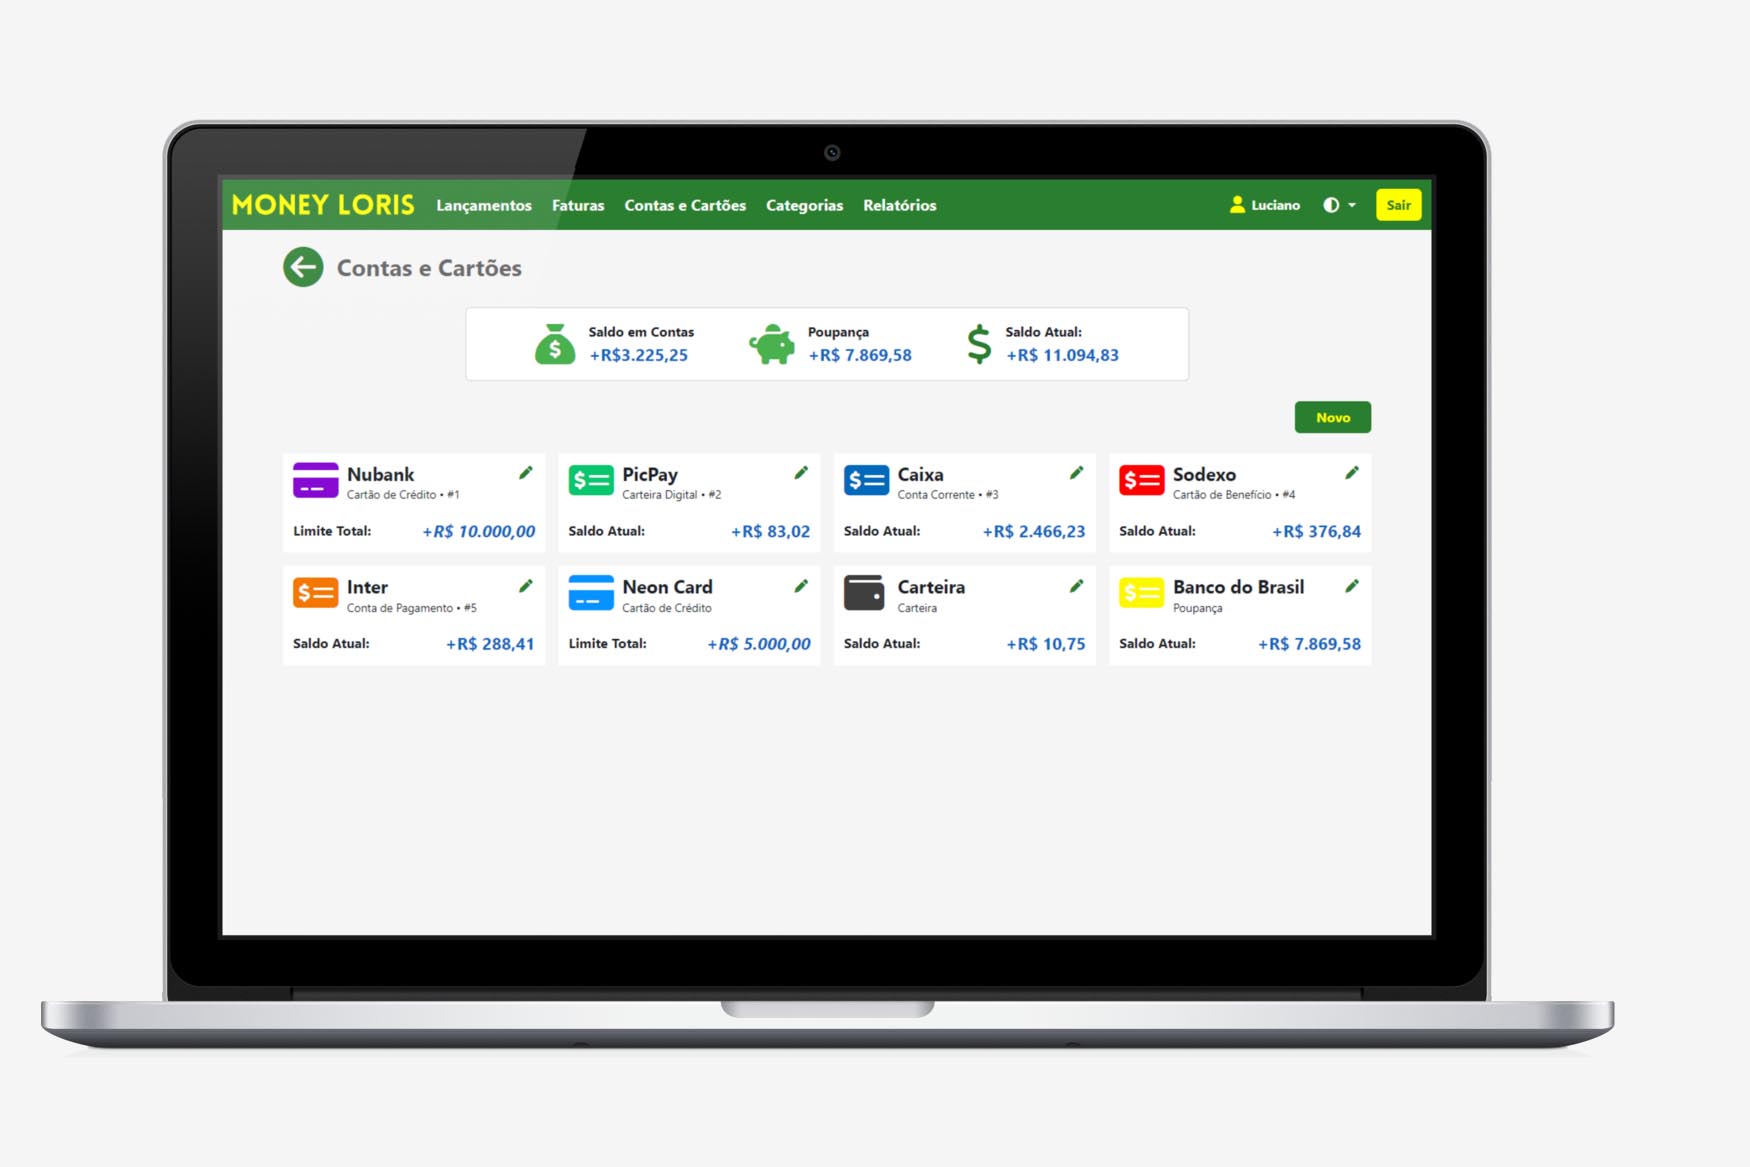 MONEY LORIS Lançamentos Faturas Contas e Cartões Categorias Relatórios Luciano Sair
Contas e Cartões
Saldo em Contas Poupança Saldo Atual:
+R$3.225,25 +R$ 7.869,58 +R$ 11.094,83
Novo
Nubank PicPay Caixa Sodexo
Cartão de Crédito • #1 Carteira Digital • #2 Conta Corrente • #3 Cartão de Benefício • #4
Limite Total: +R$ 10.000,00 Saldo Atual: +R$ 83,02 Saldo Atual: +R$ 2.466,23 Saldo Atual: +R$ 376,84
Inter Neon Card Carteira Banco do Brasil
Conta de Pagamento • #5 Cartão de Crédito Carteira Poupança
Saldo Atual: +R$ 288,41 Limite Total: +R$ 5.000,00 Saldo Atual: +R$ 10,75 Saldo Atual: +R$ 7.869,58